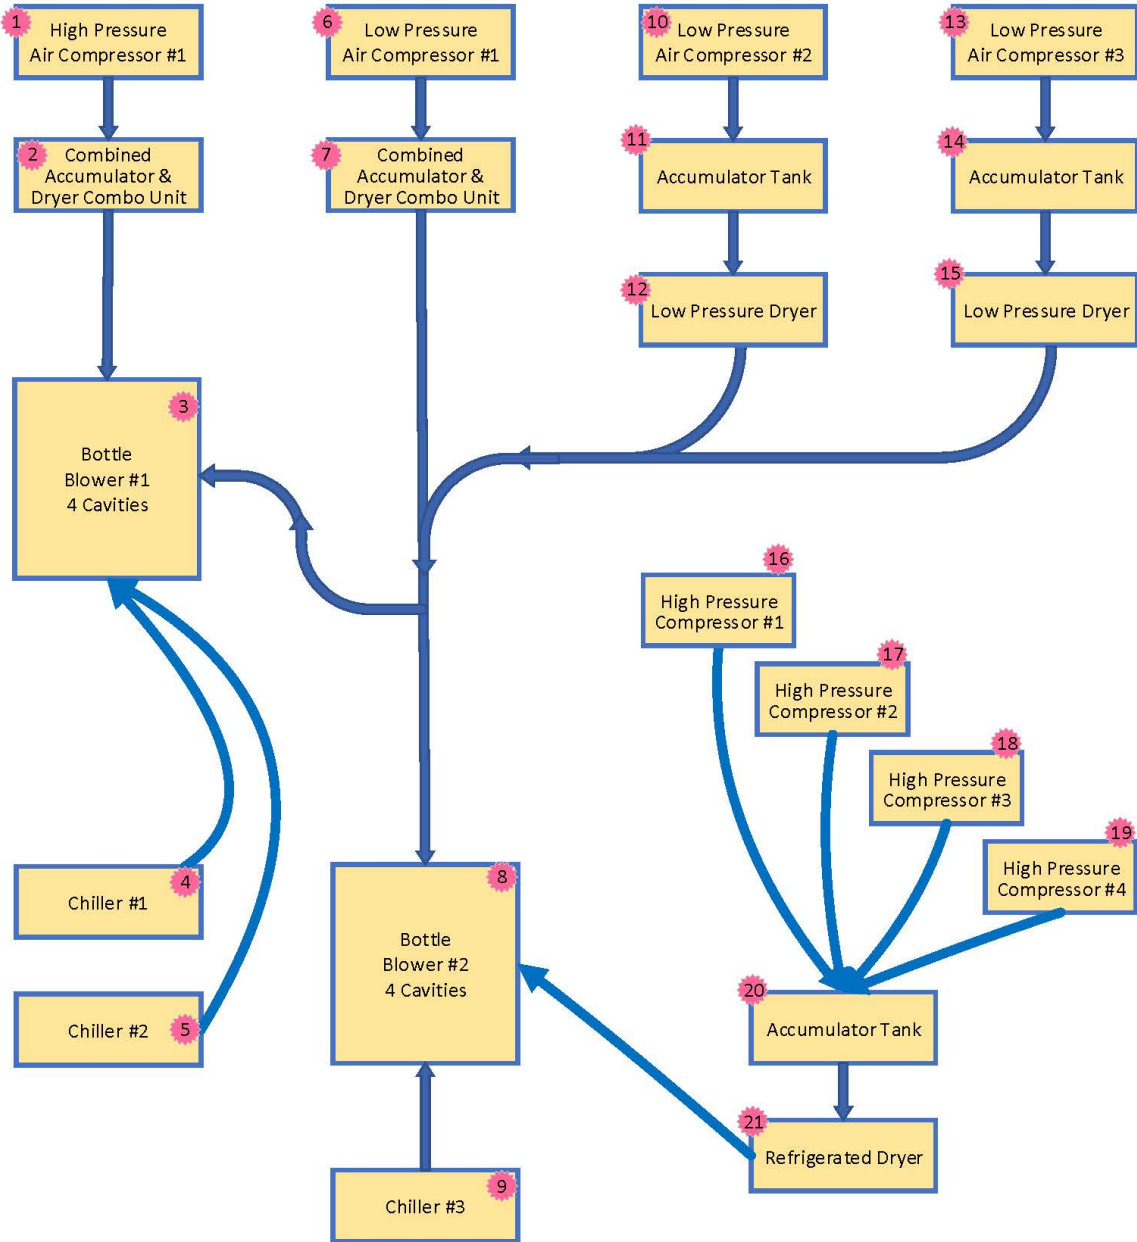 1
High Pressure
Air Compressor #1
6
Low Pressure
Air Compressor #1
10
Low Pressure
Air Compressor #2
13
Low Pressure
Air Compressor #3
2
Combined
Accumulator &
Dryer Combo Unit
7
Combined
Accumulator &
Dryer Combo Unit
11
Accumulator Tank
14
Accumulator Tank
12
Low Pressure Dryer
15
Low Pressure Dryer
3
Bottle
Blower #1
4 Cavities
16
High Pressure
Compressor #1
17
High Pressure
Compressor #2
18
High Pressure
Compressor #3
19
High Pressure
Compressor #4
4
Chiller #1
8
Bottle
Blower #2
4 Cavities
5
Chiller #2
20
Accumulator Tank
21
Refrigerated Dryer
9
Chiller #3